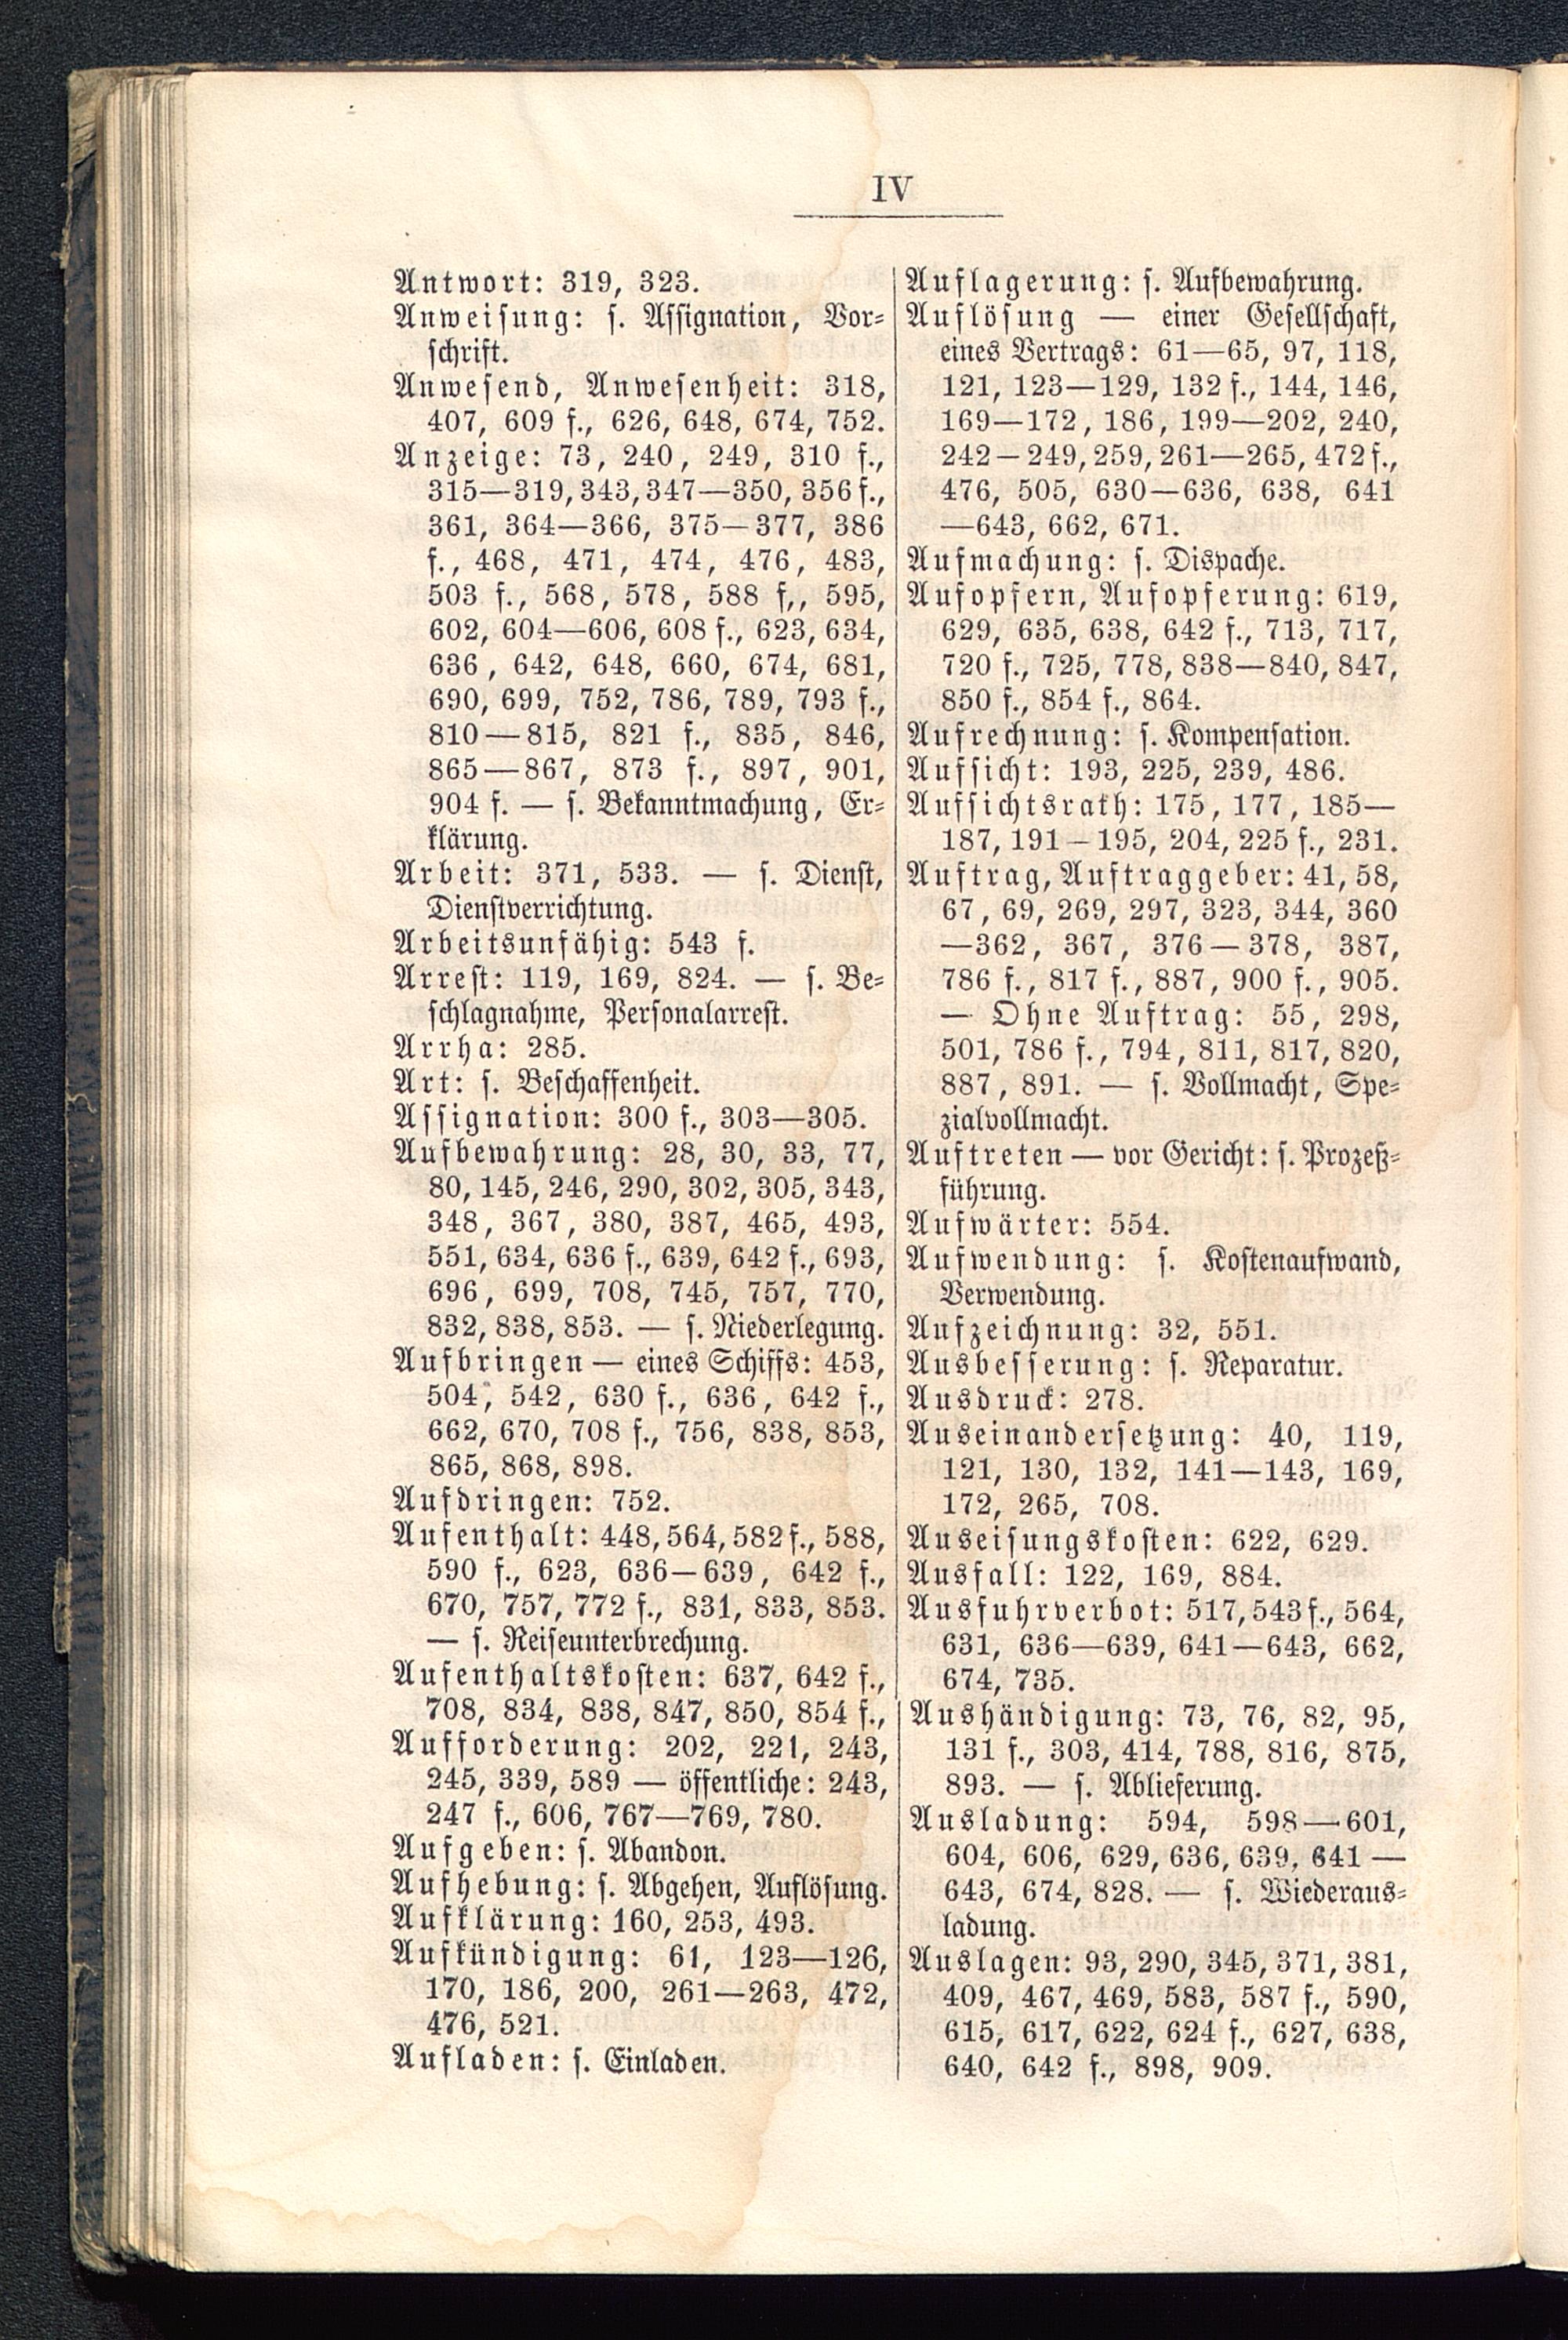 IV
Antwort: 319, 323.
Anweisung: s. Assignation, Vor-
schrift.
Anwesend, Anwesenheit: 318,
407, 609 f., 626, 648, 674, 752.
Anzeige: 73, 240, 249, 310 f.,
315—319, 343, 347—350, 356 f.,
361, 364—366, 375—377, 386
f., 468, 471, 474, 476, 483,
503 f., 568, 578, 588 f,, 595,
602, 604—606, 608 f., 623, 634,
636, 642, 648, 660, 674, 681,
690, 699, 752, 786, 789, 793 f.,
810—815, 821 f., 835, 846,
865—867, 873 f., 897, 901,
904 f. — s. Bekanntmachung, Er-
klärung.
Arbeit: 371, 533. — s. Dienst,
Dienstverrichtung.
Arbeitsunfähig: 543 f.
Arrest: 119, 169, 824. — s. Be-
schlagnahme, Personalarrest.
Arrha: 285.
Art: s. Beschaffenheit.
Assignation: 300 f., 303—305.
Aufbewahrung: 28, 30, 33, 77,
80, 145, 246, 290, 302, 305, 343,
348, 367, 380, 387, 465, 493,
551, 634, 636 f., 639, 642 f., 693,
696, 699, 708, 745, 757, 770,
832, 838, 853. — s. Niederlegung.
Aufbringen — eines Schiffs: 453,
504, 542, 630 f., 636, 642 f.,
662, 670, 708 f., 756, 838, 853,
865, 868, 898.
Aufdringen: 752.
Aufenthalt: 448, 564, 582 f., 588,
590 f., 623, 636—639, 642 f.,
670, 757, 772 f., 831, 833, 853.
— s. Reiseunterbrechung.
Aufenthaltskosten: 637, 642 f.,
708, 834, 838, 847, 850, 854 f.,
Aufforderung: 202, 221, 243,
245, 339, 589 — öffentliche: 243,
247 f., 606, 767—769, 780.
Aufgeben: s. Abandon.
Aufhebung: s. Abgehen, Auflösung.
Aufklärung: 160, 253, 493.
Aufkündigung: 61, 123—126,
170, 186, 200, 261—263, 472,
476, 521.
Aufladen: s. Einladen.
Auflagerung: s. Aufbewahrung.
Auflösung — einer Gesellschaft,
eines Vertrags: 61—65, 97, 118,
121, 123—129, 132 f., 144, 146,
169—172, 186, 199—202, 240,
242—249, 259, 261—265, 472 f.,
476, 505, 630—636, 638, 641
—643, 662, 671.
Aufmachung: s. Dispache.
Aufopfern, Aufopferung: 619,
629, 635, 638, 642 f., 713, 717,
720 f., 725, 778, 838—840, 847,
850 f., 854 f., 864.
Aufrechnung: s. Kompensation.
Aufsicht: 193, 225, 239, 486.
Aufsichtsrath: 175, 177, 185—
187, 191—195, 204, 225 f., 231.
Auftrag, Auftraggeber: 41, 58,
67, 69, 269, 297, 323, 344, 360
—362, 367, 376—378, 387,
786 f., 817 f., 887, 900 f., 905.
— Ohne Auftrag: 55, 298,
501, 786 f., 794, 811, 817, 820,
887, 891. — s. Vollmacht, Spe-
zialvollmacht.
Auftreten — vor Gericht: s. Prozeß-
führung.
Aufwärter: 554.
Aufwendung: s. Kostenaufwand,
Verwendung.
Aufzeichnung: 32, 551.
Ausbesserung: s. Reparatur.
Ausdruck: 278.
Auseinandersetzung: 40, 119,
121, 130, 132, 141—143, 169,
172, 265, 708.
Auseisungskosten: 622, 629.
Ausfall: 122, 169, 884.
Ausfuhrverbot: 517, 543 f., 564,
631, 636—639, 641—643, 662,
674, 735.
Aushändigung: 73, 76, 82, 95,
131 f., 303, 414, 788, 816, 875,
893. — s. Ablieferung.
Ausladung: 594, 598—601,
604, 606, 629, 636, 639, 641—
643, 674, 828. — s. Wiederaus-
ladung.
Auslagen: 93, 290, 345, 371, 381,
409, 467, 469, 583, 587 f., 590,
615, 617, 622, 624 f., 627, 638,
640, 642 f., 898, 909.